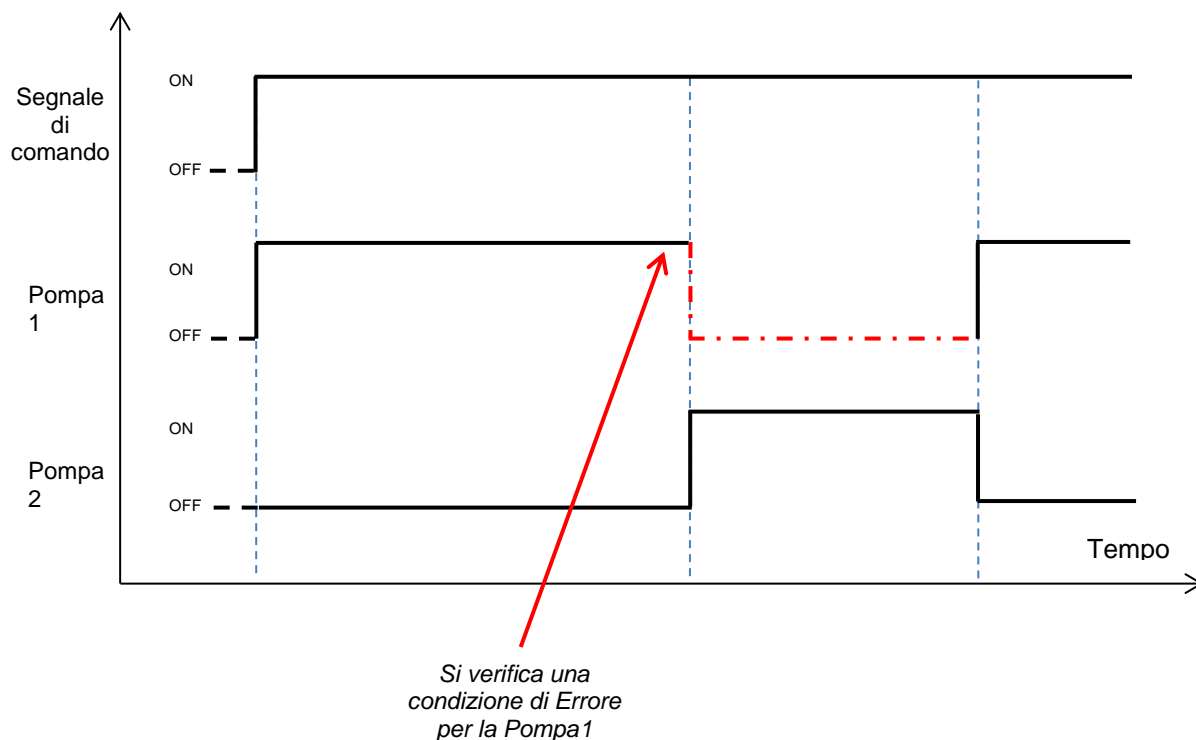 Segnale
di
comando
ON
OFF
Pompa
1
ON
OFF
Pompa
2
ON
OFF
Tempo
Si verifica una
condizione di Errore
per la Pompa1